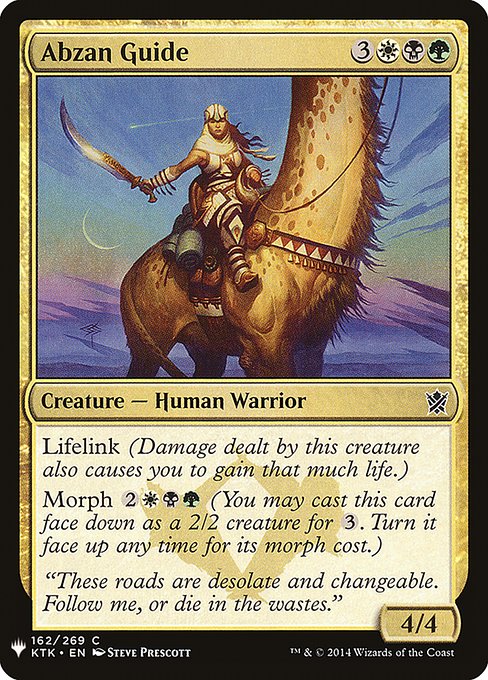 Abzan Guide 3
Creature — Human Warrior
Lifelink (Damage dealt by this creature
also causes you to gain that much life.)
Morph 2 (You may cast this card
face down as a 2/2 creature for 3. Turn it
face up any time for its morph cost.)
“These roads are desolate and changeable.
Follow me, or die in the wastes.”
4/4
162/269 C
KTK • EN Steve Prescott
™ & © 2014 Wizards of the Coast